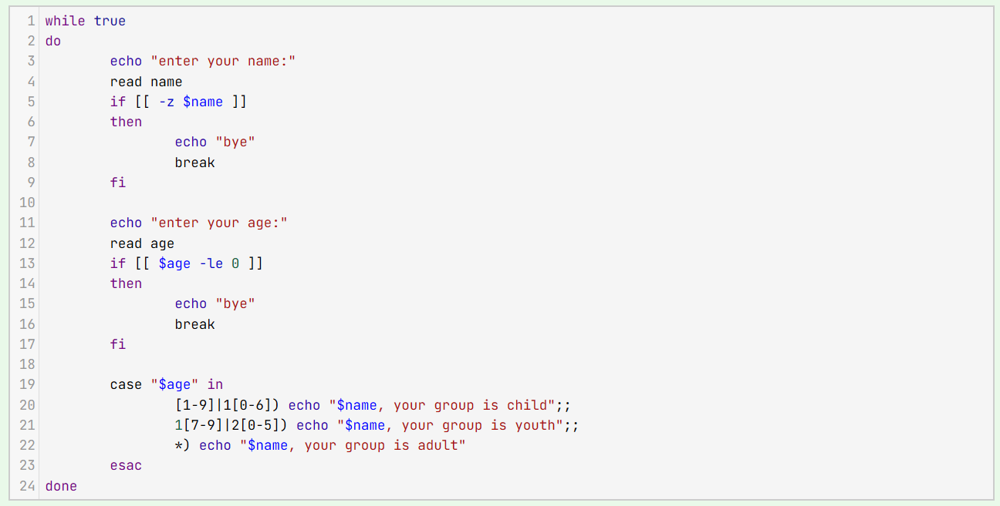 1 while true
2 do
3         echo "enter your name:"
4         read name
5         if [[ -z $name ]]
6         then
7                 echo "bye"
8                 break
9         fi
10
11         echo "enter your age:"
12         read age
13         if [[ $age -le 0 ]]
14         then
15                 echo "bye"
16                 break
17         fi
18
19         case "$age" in
20                 [1-9]|1[0-6]) echo "$name, your group is child";;
21                 1[7-9]|2[0-5]) echo "$name, your group is youth";;
22                 *) echo "$name, your group is adult"
23         esac
24 done